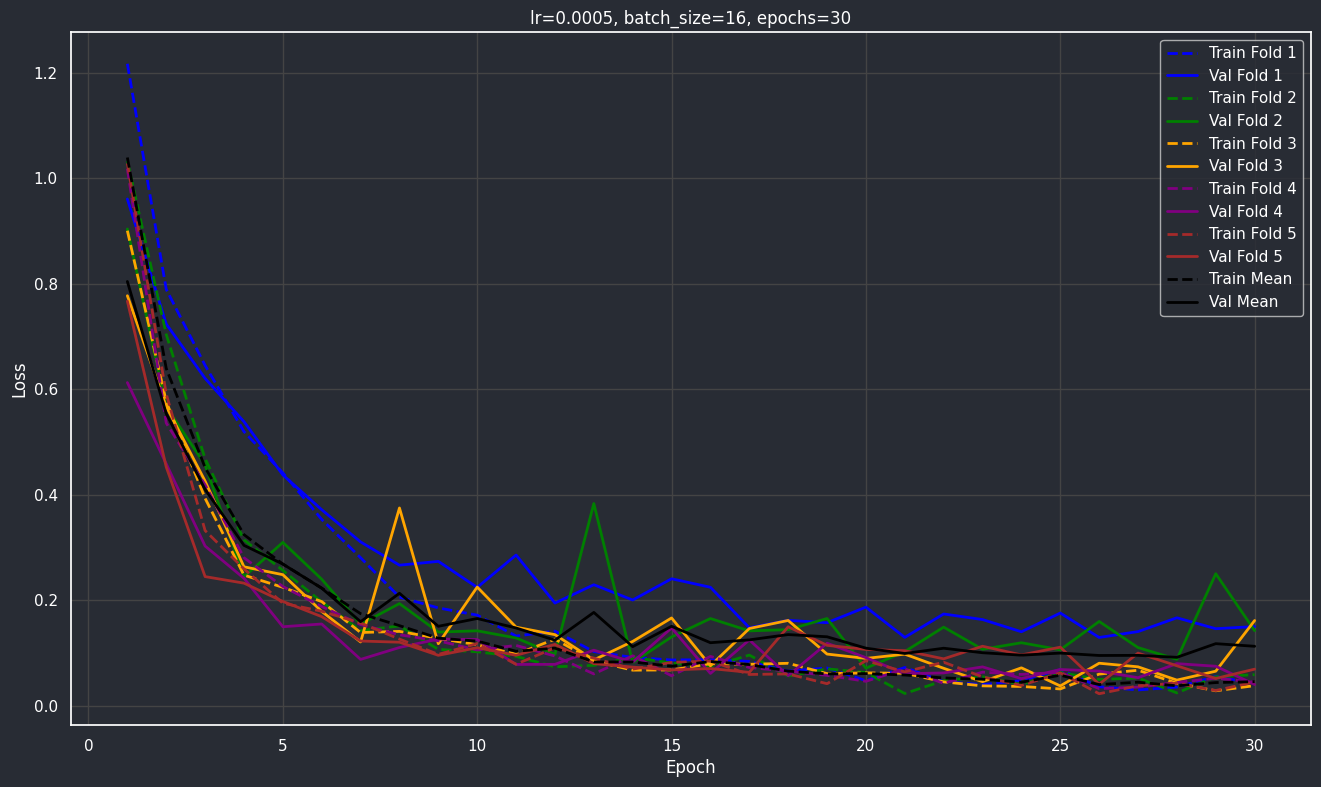 lr=0.0005, batch_size=16, epochs=30
Train Fold 1
Val Fold 1
Train Fold 2
Val Fold 2
Train Fold 3
Val Fold 3
Train Fold 4
Val Fold 4
Train Fold 5
Val Fold 5
Train Mean
Val Mean
1.2
1.0
0.8
0.6
0.4
0.2
0.0
Loss
0 5 10 15 20 25 30
Epoch